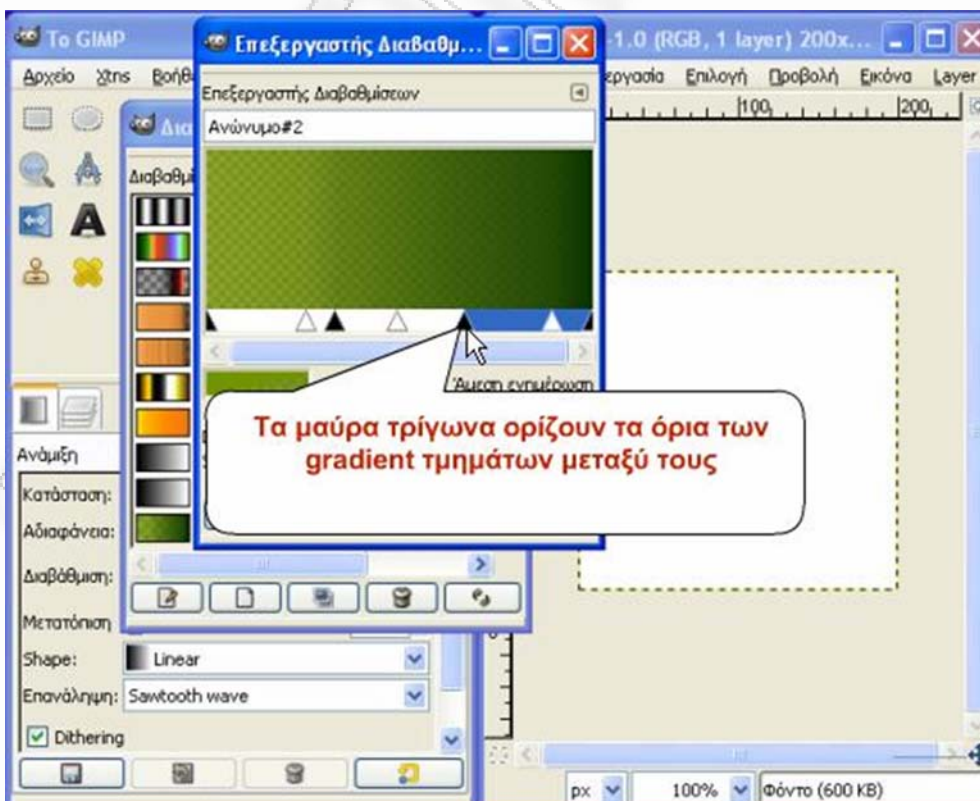 Το GIMP
-1.0 (RGB, 1 layer) 200x...
Επεξεργαστής Διαβαθμ...
Αρχείο Xtns
εργασία Επιλογή Προβολή Εικόνα Layer
Επεξεργαστής Διαβαθμίσεων
Ανώνυμο#2
100 200
Άμεση ενημέρωση
Τα μαύρα τρίγωνα ορίζουν τα όρια των
gradient τμημάτων μεταξύ τους
Ανάμιξη
Κατάσταση:
Αδιαφάνεια:
Διαβάθμιση:
Μετατόπιση
Shape: Linear
Επανάληψη: Sawtooth wave
Dithering
px 100% Φόντο (600 KB)